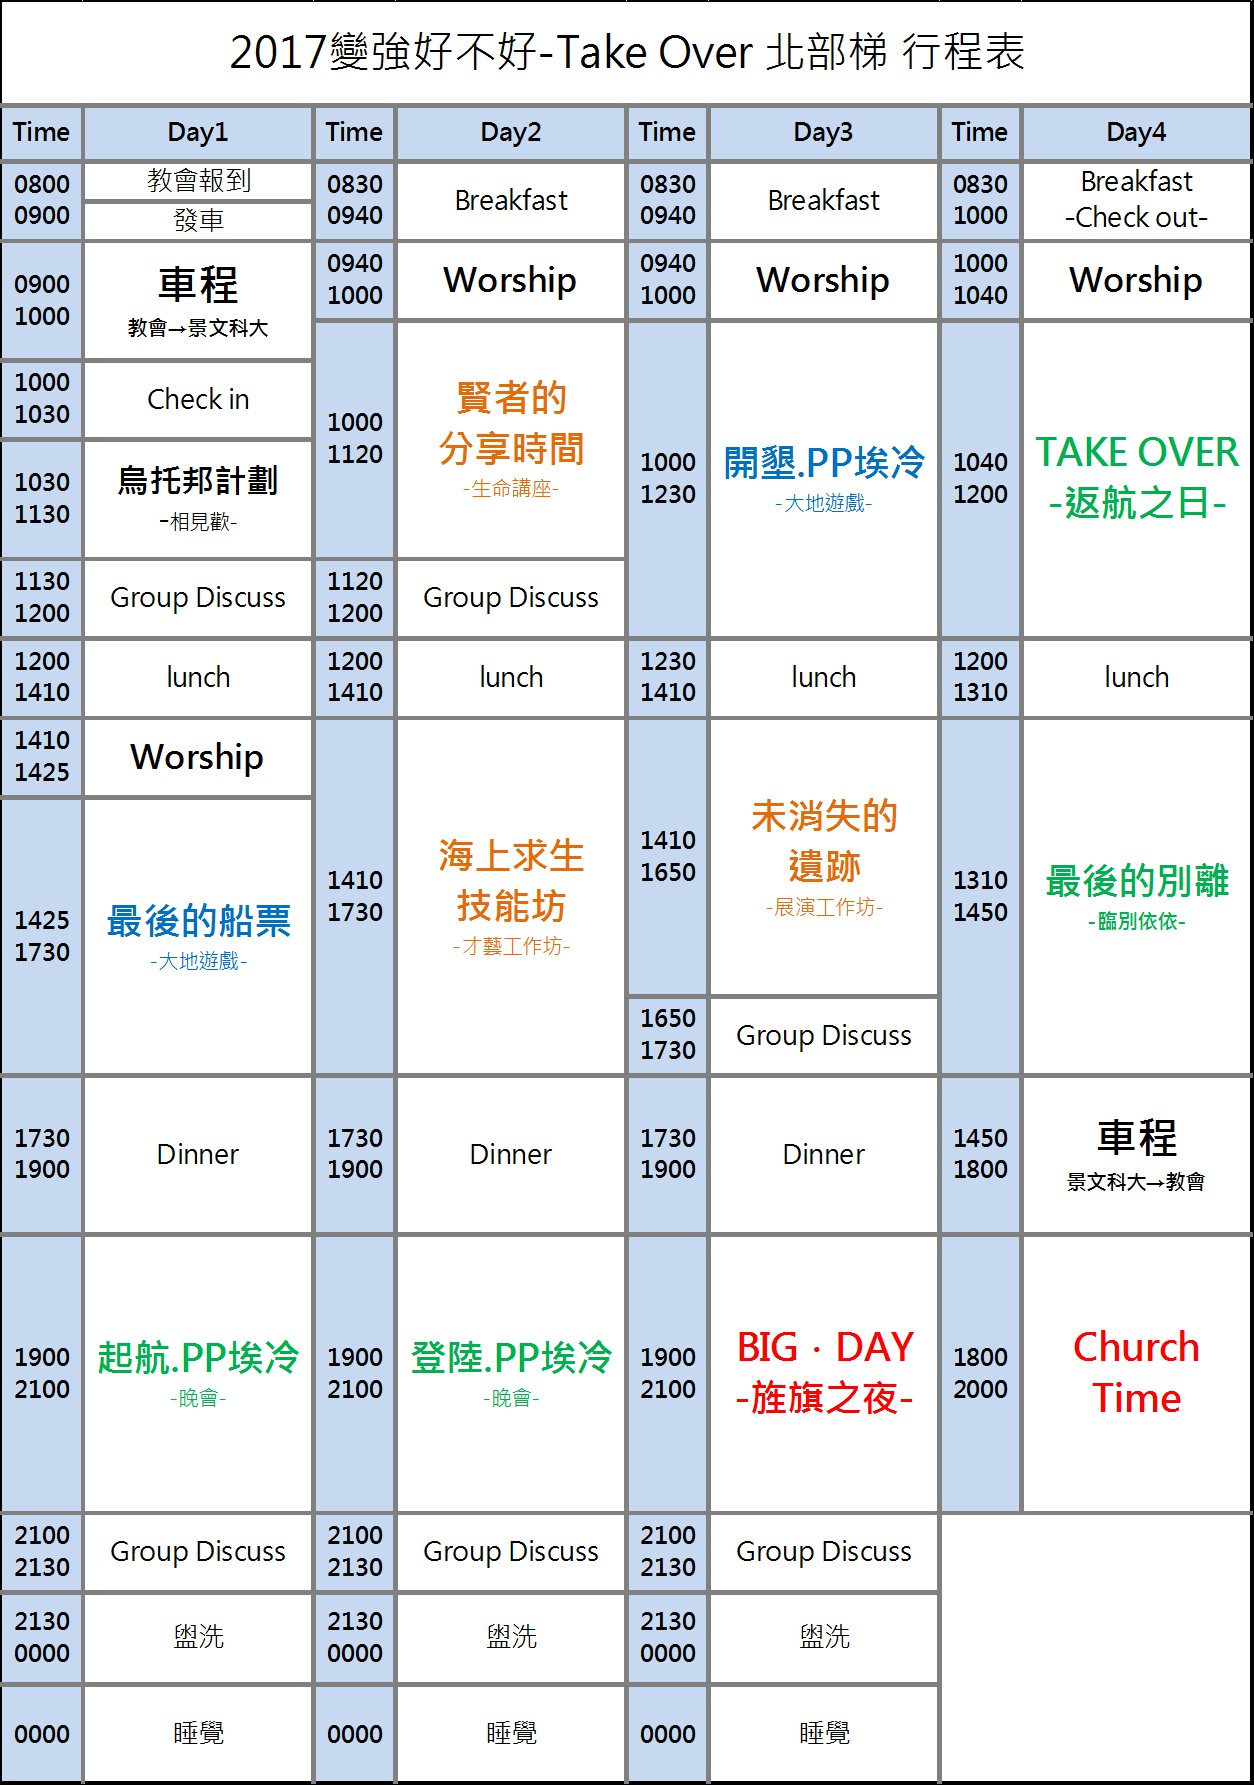 2017變強好不好-Take Over 北部梯 行程表
Time Day1 Time Day2 Time Day3 Time Day4
0800
0900
教會報到
發車
0830
0940
Breakfast
0830
0940
Breakfast
0830
1000
Breakfast
-Check out-
0900
1000
車程
教會→景文科大
0940
1000
Worship
0940
1000
Worship
1000
1040
Worship
1000
1030
Check in
1000
1120
賢者的
分享時間
-生命講座-
1000
1230
開墾.PP埃冷
-大地遊戲-
1040
1200
TAKE OVER
-返航之日-
1030
1130
烏托邦計劃
-相見歡-
1130
1200
Group Discuss
1120
1200
Group Discuss
1200
1410
lunch
1200
1410
lunch
1230
1410
lunch
1200
1310
lunch
1410
1425
Worship
1410
1730
海上求生
技能坊
-才藝工作坊-
1410
1650
未消失的
遺跡
-展演工作坊-
1310
1450
最後的別離
-臨別依依-
1425
1730
最後的船票
-大地遊戲-
1650
1730
Group Discuss
1730
1900
Dinner
1730
1900
Dinner
1730
1900
Dinner
1450
1800
車程
景文科大→教會
1900
2100
起航.PP埃冷
-晚會-
1900
2100
登陸.PP埃冷
-晚會-
1900
2100
BIG．DAY
-旌旗之夜-
1800
2000
Church
Time
2100
2130
Group Discuss
2100
2130
Group Discuss
2100
2130
Group Discuss
2130
0000
盥洗
2130
0000
盥洗
2130
0000
盥洗
0000
睡覺
0000
睡覺
0000
睡覺